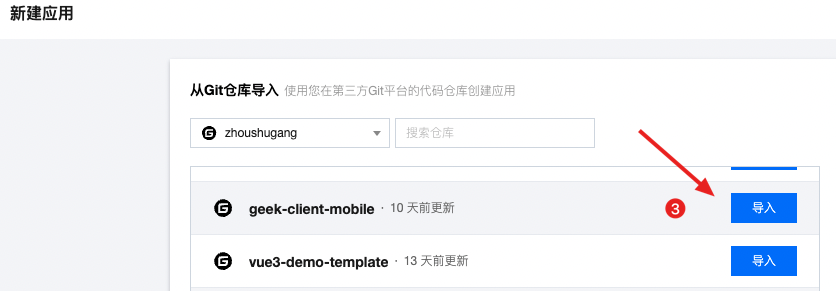 新建应用
从Git仓库导入 使用您在第三方Git平台的代码仓库创建应用
zhoushugang 搜索仓库
geek-client-mobile · 10 天前更新 3 导入
vue3-demo-template · 13 天前更新 导入